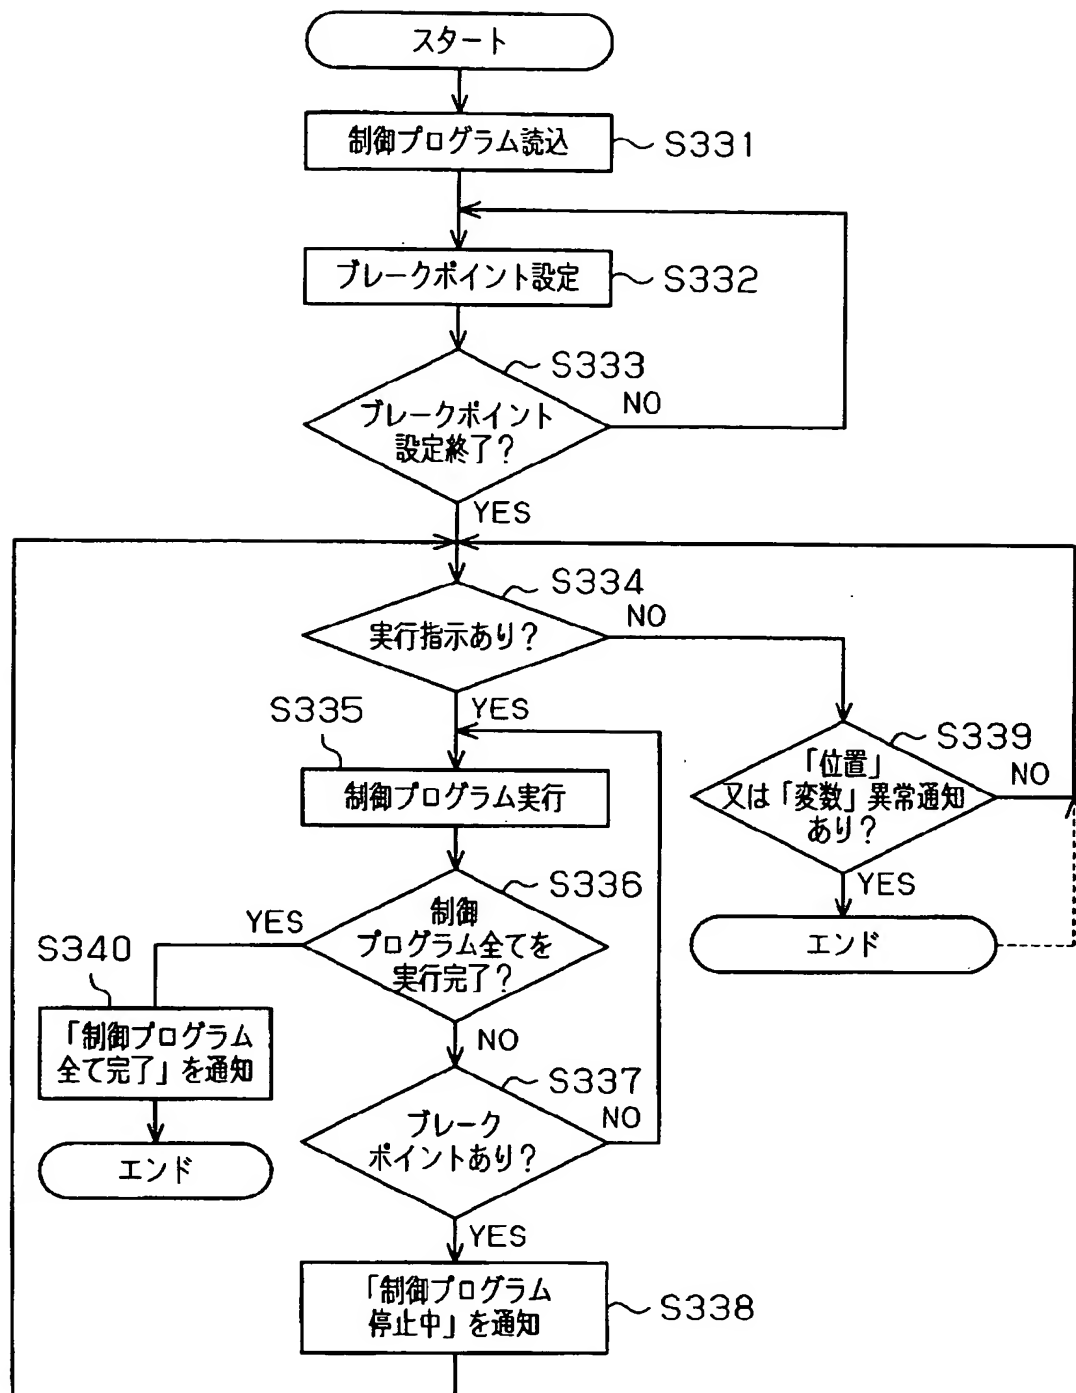 スタート
制御プログラム読込
S331
ブレークポイント設定
S332
S333
ブレークポイント
設定終了?
NO
YES
S334
実行指示あり?
NO
YES
S335
制御プログラム実行
S339
「位置」
又は「変数」異常通知
あり?
NO
YES
エンド
S336
制御
プログラム全てを
実行完了?
YES
NO
S340
「制御プログラム
全て完了」を通知
エンド
S337
ブレーク
ポイントあり?
NO
YES
「制御プログラム
停止中」を通知
S338